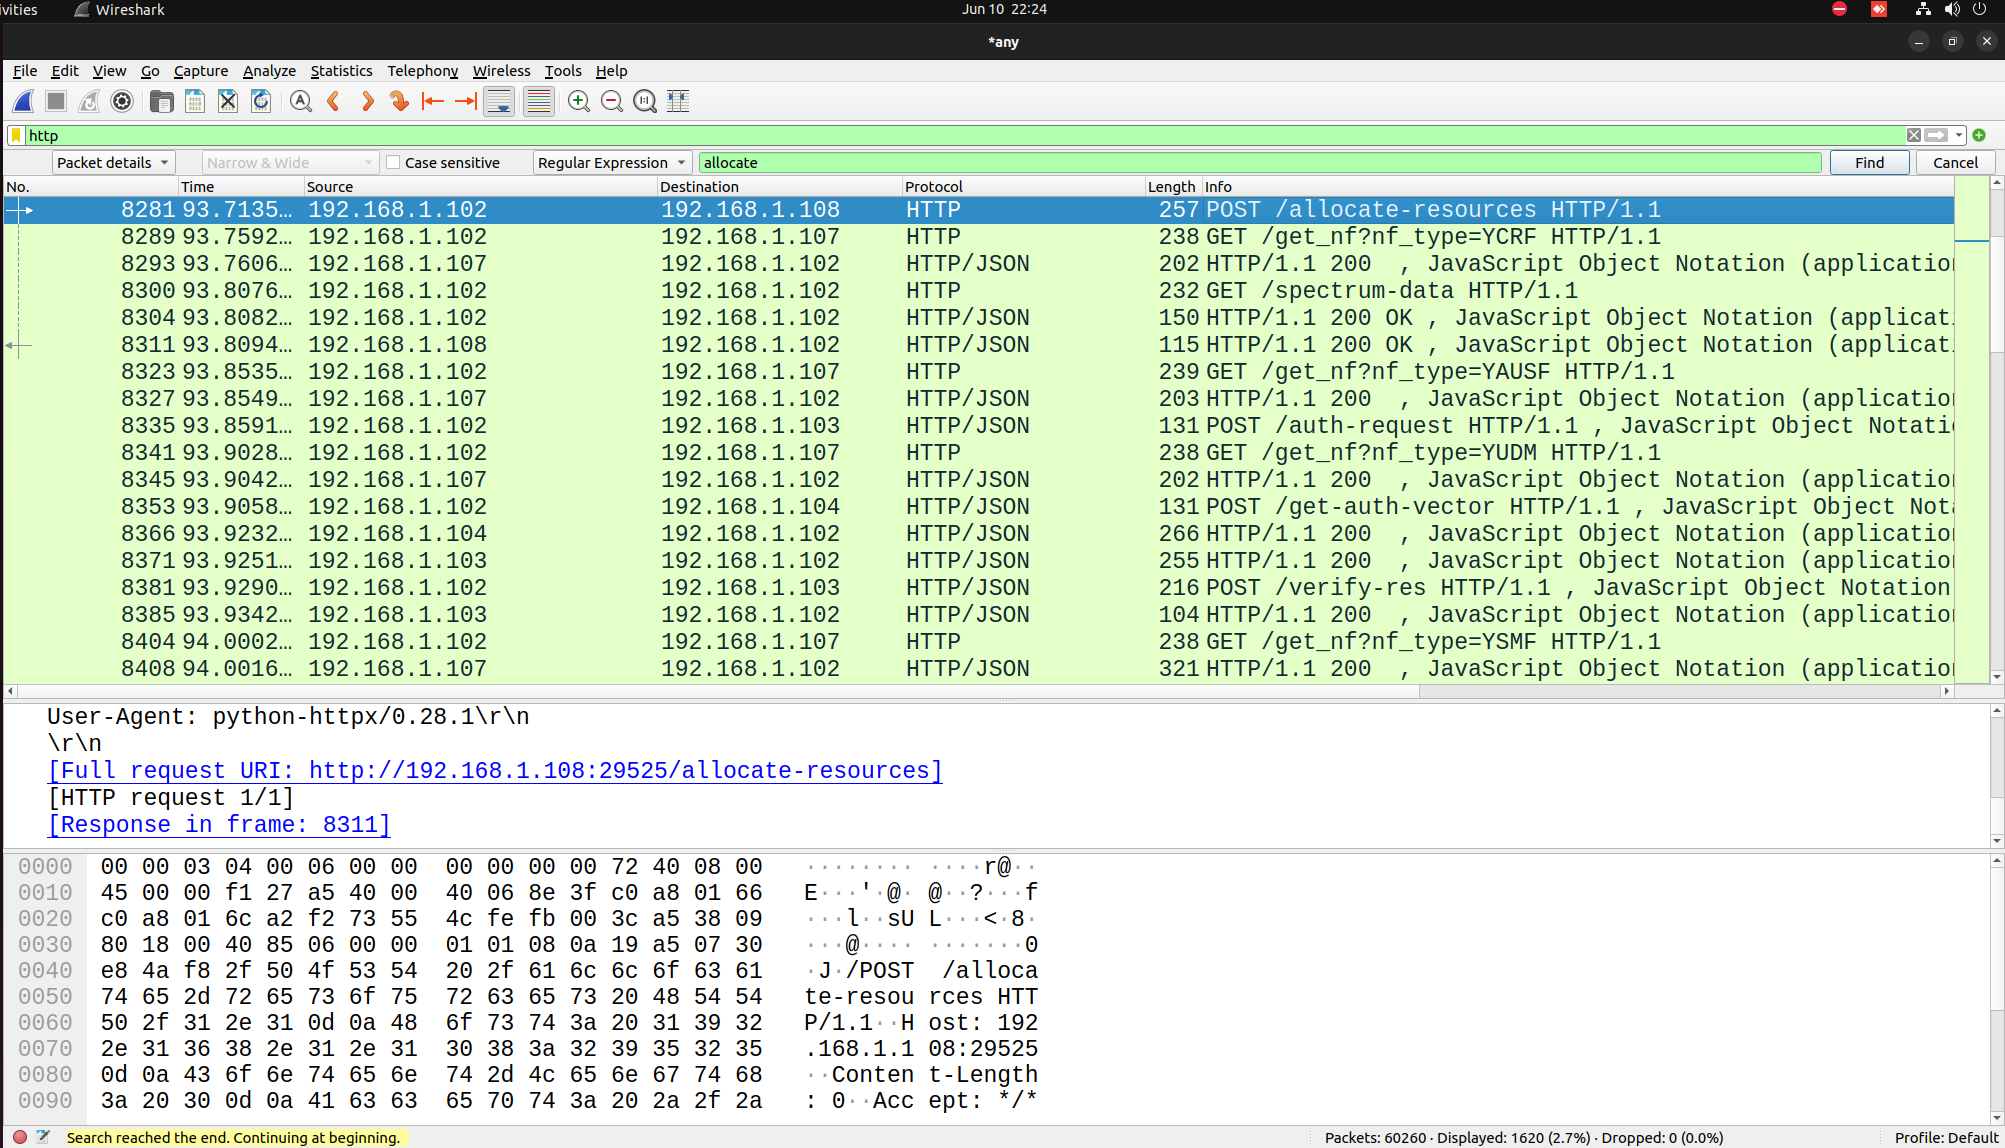 ivities Wireshark Jun 10 22:24
*any
File Edit View Go Capture Analyze Statistics Telephony Wireless Tools Help
http
Packet details Narrow & Wide Case sensitive Regular Expression allocate Find Cancel
No. Time Source Destination Protocol Length Info
8281 93.7135… 192.168.1.102 192.168.1.108 HTTP 257 POST /allocate-resources HTTP/1.1
8289 93.7592… 192.168.1.102 192.168.1.107 HTTP 238 GET /get_nf?nf_type=YCRF HTTP/1.1
8293 93.7606… 192.168.1.107 192.168.1.102 HTTP/JSON 202 HTTP/1.1 200 , JavaScript Object Notation (application
8300 93.8076… 192.168.1.102 192.168.1.102 HTTP 232 GET /spectrum-data HTTP/1.1
8304 93.8082… 192.168.1.102 192.168.1.102 HTTP/JSON 150 HTTP/1.1 200 OK , JavaScript Object Notation (applicat
8311 93.8094… 192.168.1.108 192.168.1.102 HTTP/JSON 115 HTTP/1.1 200 OK , JavaScript Object Notation (applicat
8323 93.8535… 192.168.1.102 192.168.1.107 HTTP 239 GET /get_nf?nf_type=YAUSF HTTP/1.1
8327 93.8549… 192.168.1.107 192.168.1.102 HTTP/JSON 203 HTTP/1.1 200 , JavaScript Object Notation (application
8335 93.8591… 192.168.1.102 192.168.1.103 HTTP/JSON 131 POST /auth-request HTTP/1.1 , JavaScript Object Notati
8341 93.9028… 192.168.1.102 192.168.1.107 HTTP 238 GET /get_nf?nf_type=YUDM HTTP/1.1
8345 93.9042… 192.168.1.107 192.168.1.102 HTTP/JSON 202 HTTP/1.1 200 , JavaScript Object Notation (application
8353 93.9058… 192.168.1.102 192.168.1.104 HTTP/JSON 131 POST /get-auth-vector HTTP/1.1 , JavaScript Object Not
8366 93.9232… 192.168.1.104 192.168.1.102 HTTP/JSON 266 HTTP/1.1 200 , JavaScript Object Notation (application
8371 93.9251… 192.168.1.103 192.168.1.102 HTTP/JSON 255 HTTP/1.1 200 , JavaScript Object Notation (application
8381 93.9290… 192.168.1.102 192.168.1.103 HTTP/JSON 216 POST /verify-res HTTP/1.1 , JavaScript Object Notation
8385 93.9342… 192.168.1.103 192.168.1.102 HTTP/JSON 104 HTTP/1.1 200 , JavaScript Object Notation (application
8404 94.0002… 192.168.1.102 192.168.1.107 HTTP 238 GET /get_nf?nf_type=YSMF HTTP/1.1
8408 94.0016… 192.168.1.107 192.168.1.102 HTTP/JSON 321 HTTP/1.1 200 , JavaScript Object Notation (application
User-Agent: python-httpx/0.28.1\r\n
\r\n
[Full request URI: http://192.168.1.108:29525/allocate-resources]
[HTTP request 1/1]
[Response in frame: 8311]
0000 00 00 03 04 00 06 00 00 00 00 00 00 72 40 08 00 ········ ····r@··
0010 45 00 00 f1 27 a5 40 00 40 06 8e 3f c0 a8 01 66 E···'·@· @··?···f
0020 c0 a8 01 6c a2 f2 73 55 4c fe fb 00 3c a5 38 09 ···l··sU L···<·8·
0030 80 18 00 40 85 06 00 00 01 01 08 0a 19 a5 07 30 ···@···· ·······0
0040 e8 4a f8 2f 50 4f 53 54 20 2f 61 6c 6c 6f 63 61 ·J·/POST /alloca
0050 74 65 2d 72 65 73 6f 75 72 63 65 73 20 48 54 54 te-resou rces HTT
0060 50 2f 31 2e 31 0d 0a 48 6f 73 74 3a 20 31 39 32 P/1.1··H ost: 192
0070 2e 31 36 38 2e 31 2e 31 30 38 3a 32 39 35 32 35 .168.1.1 08:29525
0080 0d 0a 43 6f 6e 74 65 6e 74 2d 4c 65 6e 67 74 68 ··Conten t-Length
0090 3a 20 30 0d 0a 41 63 63 65 70 74 3a 20 2a 2f 2a : 0··Acc ept: */*
Search reached the end. Continuing at beginning. Packets: 60260 · Displayed: 1620 (2.7%) · Dropped: 0 (0.0%) Profile: Default